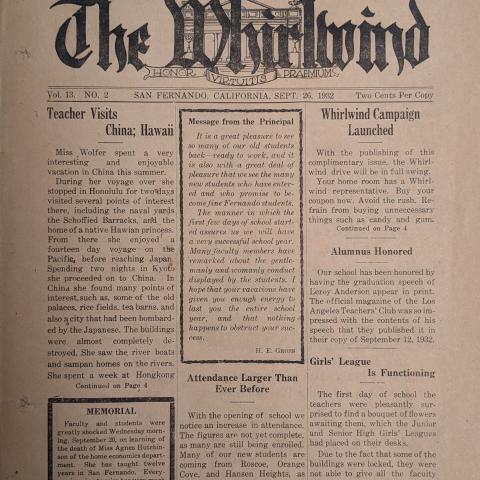 The Whirlwind
HONOR VIRTUTIS PRAEMIUM
Vol. 13. NO. 2 SAN FERNANDO, CALIFORNIA, SEPT. 26, 1932 Two Cents Per Copy
Teacher Visits
China; Hawaii
Miss Wolfer spent a very
interesting and enjoyable
vacation in China this summer.
During her voyage over she
stopped in Honolulu for two days
visited several points of interest
there, including the naval yards
the Schoffied Barracks, and the
home of a native Hawiian princess.
From there she enjoyed a
fourteen day voyage on the
Pacific, before reaching Japan.
Spending two nights in Kyoto
she preceeded on to China. In
China she found many points of
interest, such as, some of the old
palaces, rice fields, tea barns, and
also a city that had been bombard-
ed by the Japanese. The buildings
were almost completely de-
stroyed. She saw the river boats
and sampan homes on the rivers.
She spent a week at Hongkong
Continued on Page 4
MEMORIAL
Faculty and students were
greatly shocked Wednesday morn-
ing, September 20, on learning of
the death of Miss Agnes Hutchin-
son of the home economics depart-
ment. She has taught twelve
years in San Fernando. Every-
Message from the Principal
It is a great pleasure to see
so many of our old students
back—ready to work, and it
is also with a great deal of
pleasure that we see the many
new students who have enter-
ed and who promise to be-
come fine Fernando students.
The manner in which the
first few days of school start-
ed assures us we will have
a very successful school year.
Many faculty members have
remarked about the gentle-
manly and womanly conduct
displayed by the students. I
hope that your vacations have
given you enough energy to
last you the entire school
year, and that nothing
happens to obstruct your suc-
cess.
Attendance Larger Than
Ever Before
With the opening of school we
notice an increase in attendance.
The figures are not yet complete,
as many are still being enrolled.
Many of our new students are
coming from Roscoe, Orange
Cove, and Hansen Heights, as
Whirlwind Campaign
Launched
With the publishing of this
complimentary issue, the Whirl-
wind drive will be in full swing.
Your home room has a Whirl-
wind representative. Buy your
coupon now. Avoid the rush. Re-
frain from buying unnecessary
things such as candy and gum.
Continued on Page 4
Alumnus Honored
Our school has been honored by
having the graduation speech of
Leroy Anderson appear in print.
The official magazine of the Los
Angeles Teachers' Club was so im-
pressed with the contents of his
speech that they published it in
their copy of September 12, 1932.
Girls' League
Is Functioning
The first day of school the
teachers were pleasantly sur-
prised to find a bouquet of flowers
awaiting them, which the Junior
and Senior High Girls' Leagues
had placed on their desks.
Due to the fact that some of the
buildings were locked, they were
not able to give all the faculty